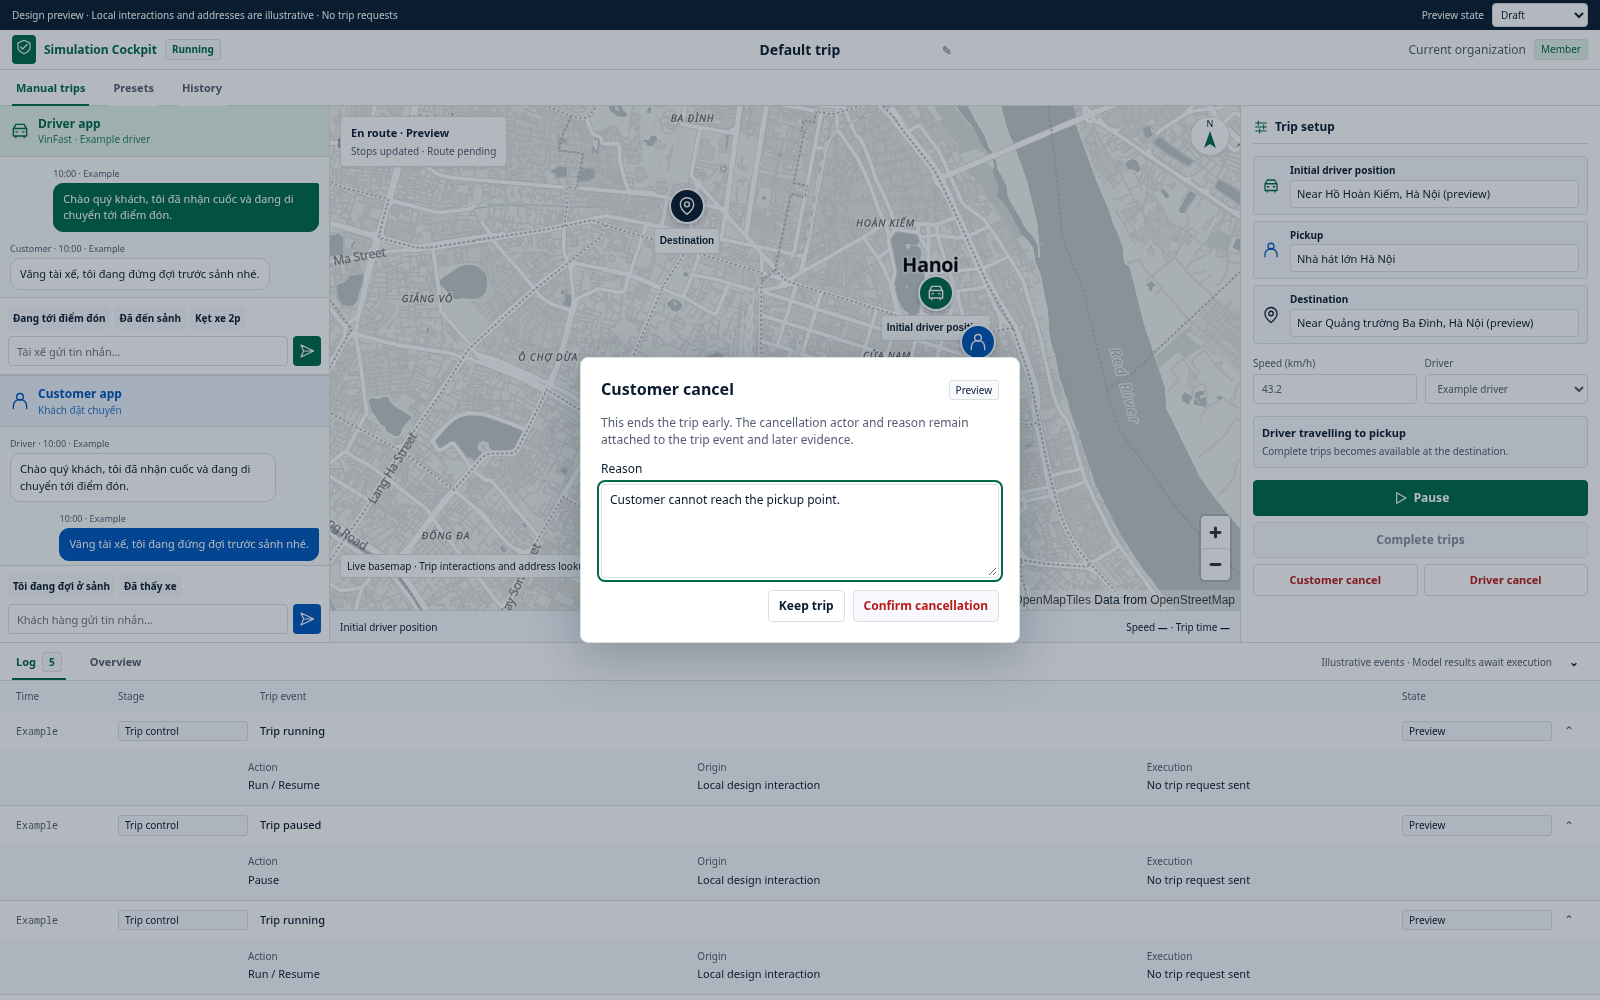 Design preview · Local interactions and addresses are illustrative · No trip requests
Preview state
Draft
Simulation Cockpit
Running
Default trip
Current organization
Member
Manual trips
Presets
History
Driver app
VinFast · Example driver
10:00 · Example
Chào quý khách, tôi đã nhận cuốc và đang di
chuyển tới điểm đón.
Customer · 10:00 · Example
Vâng tài xế, tôi đang đứng đợi trước sảnh nhé.
Đang tới điểm đón
Đã đến sảnh
Kẹt xe 2p
Tài xế gửi tin nhắn...
Customer app
Khách đặt chuyến
Driver · 10:00 · Example
Chào quý khách, tôi đã nhận cuốc và đang di
chuyển tới điểm đón.
10:00 · Example
Vâng tài xế, tôi đang đứng đợi trước sảnh nhé.
Tôi đang đợi ở sảnh
Đã thấy xe
Khách hàng gửi tin nhắn...
En route · Preview
Stops updated · Route pending
BA ĐÌNH
N
Destination
HOÀN KIẾM
Hanoi
Ma Street
GIẢNG VÕ
Initial driver posit
Ô CHỢ DỪA
CỬA NAM
Red River
Lang Ha Street
ng Road
ĐỐNG ĐA
ay Son
et
Live basemap · Trip interactions and address look
OpenMapTiles Data from OpenStreetMap
Initial driver position
Speed — · Trip time —
Customer cancel
Preview
This ends the trip early. The cancellation actor and reason remain
attached to the trip event and later evidence.
Reason
Customer cannot reach the pickup point.
Keep trip
Confirm cancellation
Trip setup
Initial driver position
Near Hồ Hoàn Kiếm, Hà Nội (preview)
Pickup
Nhà hát lớn Hà Nội
Destination
Near Quảng trường Ba Đình, Hà Nội (preview)
Speed (km/h)
Driver
43.2
Example driver
Driver travelling to pickup
Complete trips becomes available at the destination.
Pause
Complete trips
Customer cancel
Driver cancel
Log 5
Overview
Illustrative events · Model results await execution
Time
Stage
Trip event
State
Example
Trip control
Trip running
Preview
Action
Origin
Execution
Run / Resume
Local design interaction
No trip request sent
Example
Trip control
Trip paused
Preview
Action
Origin
Execution
Pause
Local design interaction
No trip request sent
Example
Trip control
Trip running
Preview
Action
Origin
Execution
Run / Resume
Local design interaction
No trip request sent